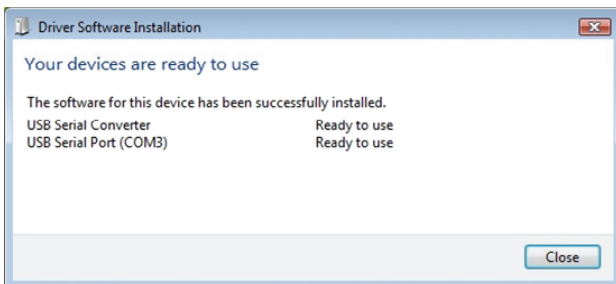 Driver Software Installation
Your devices are ready to use
The software for this device has been successfully installed.
USB Serial Converter Ready to use
USB Serial Port (COM3) Ready to use
Close